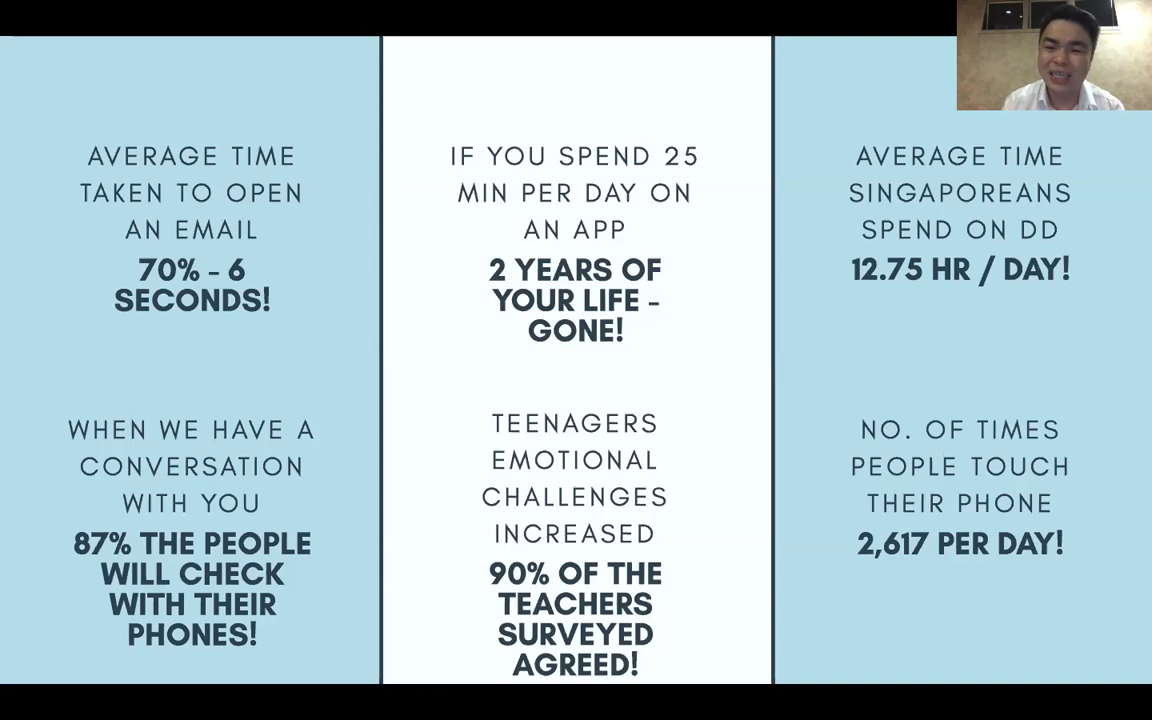 AVERAGE TIME
TAKEN TO OPEN
AN EMAIL
70% - 6
SECONDS!
IF YOU SPEND 25
MIN PER DAY ON
AN APP
2 YEARS OF
YOUR LIFE -
GONE!
AVERAGE TIME
SINGAPOREANS
SPEND ON DD
12.75 HR / DAY!
WHEN WE HAVE A
CONVERSATION
WITH YOU
87% THE PEOPLE
WILL CHECK
WITH THEIR
PHONES!
TEENAGERS
EMOTIONAL
CHALLENGES
INCREASED
90% OF THE
TEACHERS
SURVEYED
AGREED!
NO. OF TIMES
PEOPLE TOUCH
THEIR PHONE
2,617 PER DAY!